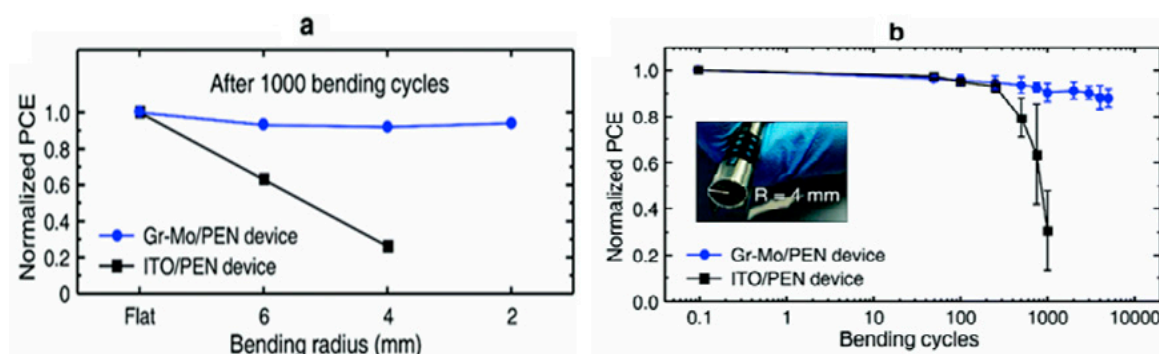 a
After 1000 bending cycles
Normalized PCE
1.0
0.8
0.6
0.4
0.2
0
Gr-Mo/PEN device
ITO/PEN device
Flat
6
4
2
Bending radius (mm)
b
Normalized PCE
1.0
0.8
0.6
0.4
0.2
0.0
R = 4 mm
Gr-Mo/PEN device
ITO/PEN device
0.1
1
10
100
1000
10000
Bending cycles